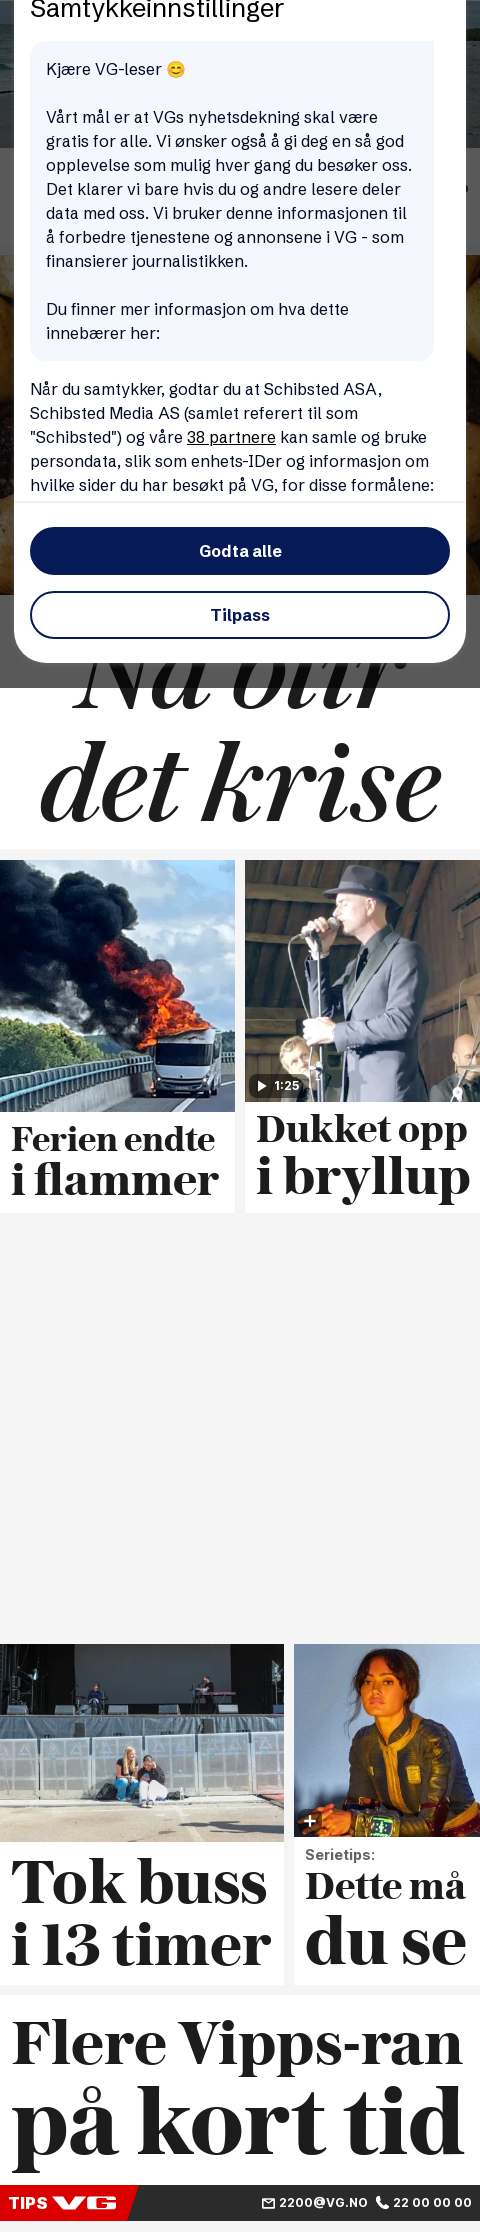 Samtykkeinnstillinger
Kjære VG-leser 😊
Vårt mål er at VGs nyhetsdekning skal være
gratis for alle. Vi ønsker også å gi deg en så god
opplevelse som mulig hver gang du besøker oss.
Det klarer vi bare hvis du og andre lesere deler
data med oss. Vi bruker denne informasjonen til
å forbedre tjenestene og annonsene i VG - som
finansierer journalistikken.
Du finner mer informasjon om hva dette
innebærer her:
Når du samtykker, godtar du at Schibsted ASA,
Schibsted Media AS (samlet referert til som
"Schibsted") og våre 38 partnere kan samle og bruke
persondata, slik som enhets-IDer og informasjon om
hvilke sider du har besøkt på VG, for disse formålene:
Godta alle
Tilpass
Nå blir
det krise
1:25
Ferien endte
i flammer
Dukket opp
i bryllup
Tok buss
i 13 timer
Serietips:
Dette må
du se
Flere Vipps-ran
på kort tid
TIPS VG
2200@VG.NO
22 00 00 00